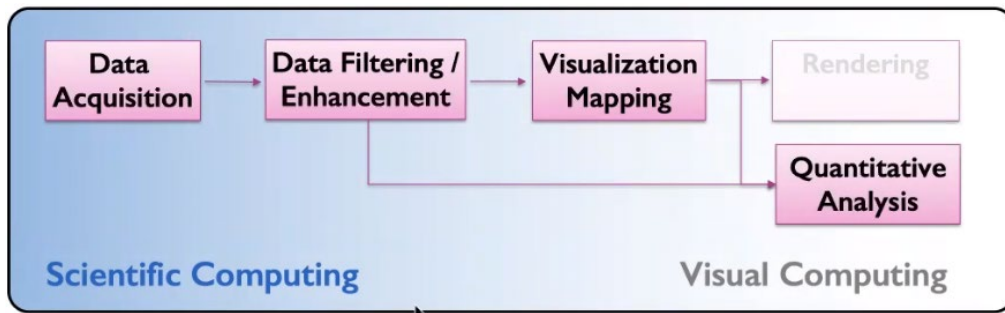 Data
Acquisition
Data Filtering /
Enhancement
Visualization
Mapping
Rendering
Quantitative
Analysis
Scientific Computing
Visual Computing